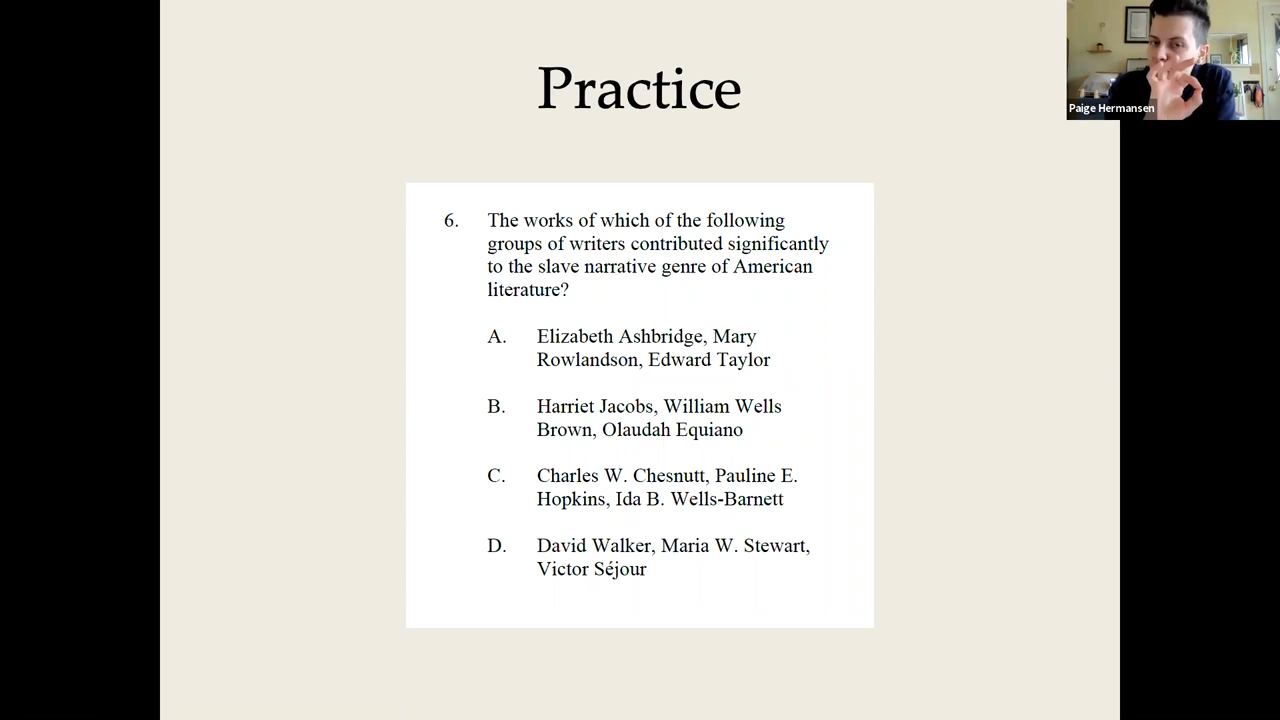 Practice
Paige Hermansen
6. The works of which of the following
groups of writers contributed significantly
to the slave narrative genre of American
literature?
A. Elizabeth Ashbridge, Mary
Rowlandson, Edward Taylor
B. Harriet Jacobs, William Wells
Brown, Olaudah Equiano
C. Charles W. Chesnutt, Pauline E.
Hopkins, Ida B. Wells-Barnett
D. David Walker, Maria W. Stewart,
Victor Séjour